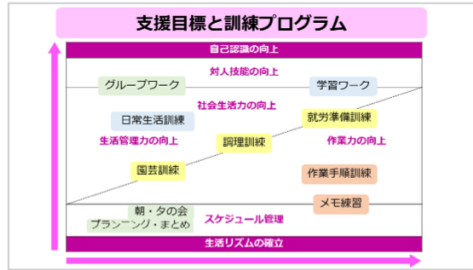 支援目標と訓練プログラム
自己認識の向上
対人技能の向上
グループワーク
学習ワーク
社会生活力の向上
日常生活訓練
就労準備訓練
生活管理力の向上
調理訓練
作業力の向上
園芸訓練
作業手順訓練
メモ練習
朝・夕の会
プランニング・まとめ
スケジュール管理
生活リズムの確立